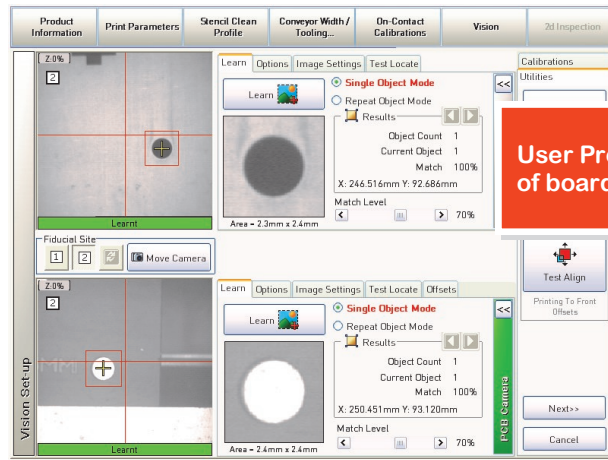 Product Information
Print Parameters
Stencil Clean Profile
Conveyor Width / Tooling...
On-Contact Calibrations
Vision
2d Inspection
Vision Set-up
Z:0%
2
Learnt
Learn
Options
Image Settings
Test Locate
Learn
Area - 2.3mm x 2.4mm
Single Object Mode
Repeat Object Mode
Results
Object Count 1
Current Object 1
Match 100%
X: 246.516mm Y: 92.686mm
Match Level
70%
<<
Calibrations
Utilities
User Pr
of board
Fiducial Site
1
2
Move Camera
Z:0%
2
MM
Learnt
Learn
Options
Image Settings
Test Locate
Offsets
Learn
Area - 2.4mm x 2.4mm
Single Object Mode
Repeat Object Mode
Results
Object Count 1
Current Object 1
Match 100%
X: 250.451mm Y: 93.120mm
Match Level
70%
<<
PCB Camera
Test Align
Printing To Front
Offsets
Next>>
Cancel